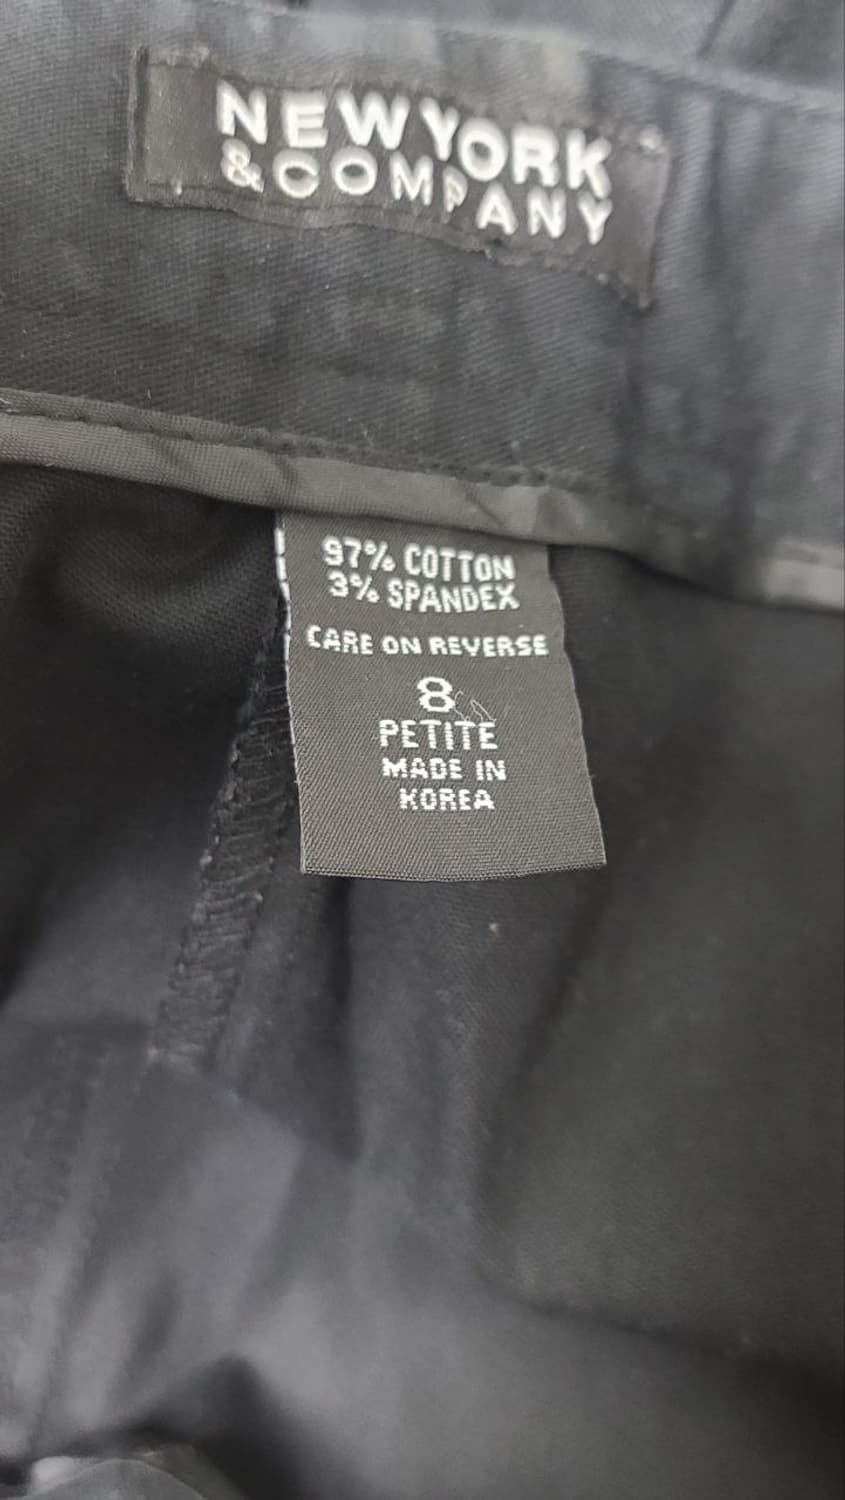 NEW YORK
& COMPANY
97% COTTON
3% SPANDEX
CARE ON REVERSE
8
PETITE
MADE IN
KOREA